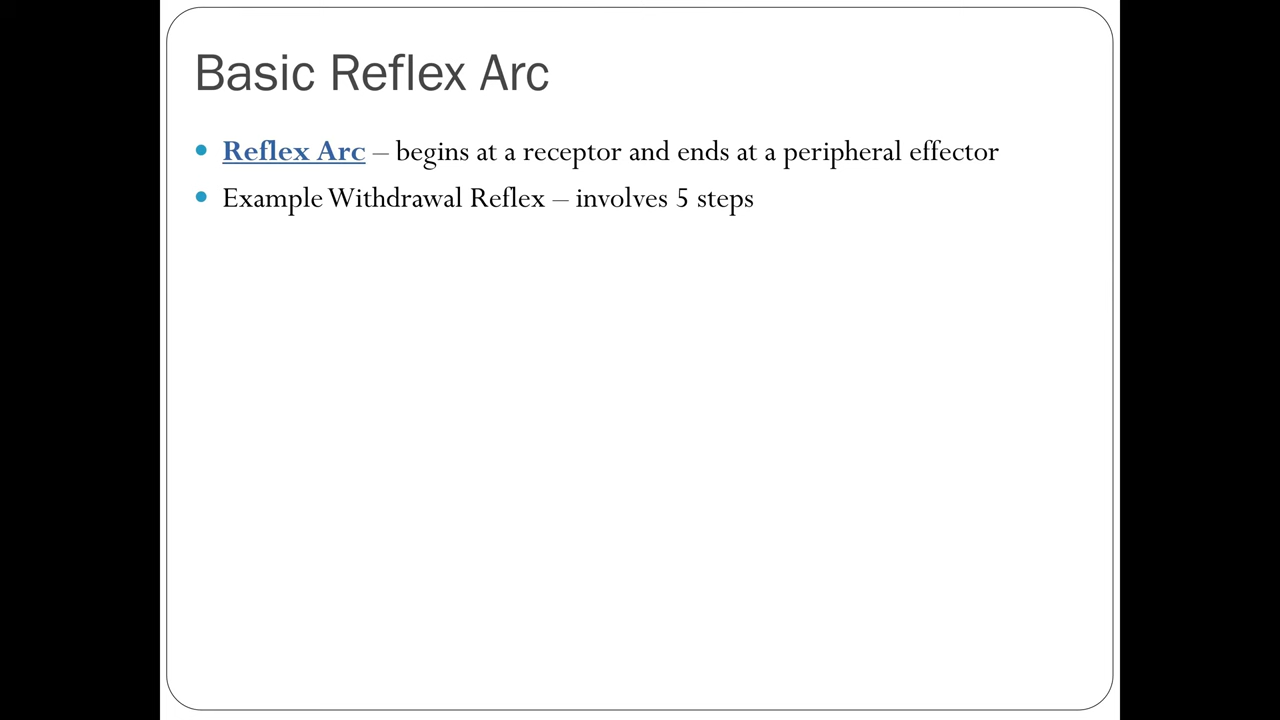 Basic Reflex Arc
• Reflex Arc – begins at a receptor and ends at a peripheral effector
• Example Withdrawal Reflex – involves 5 steps